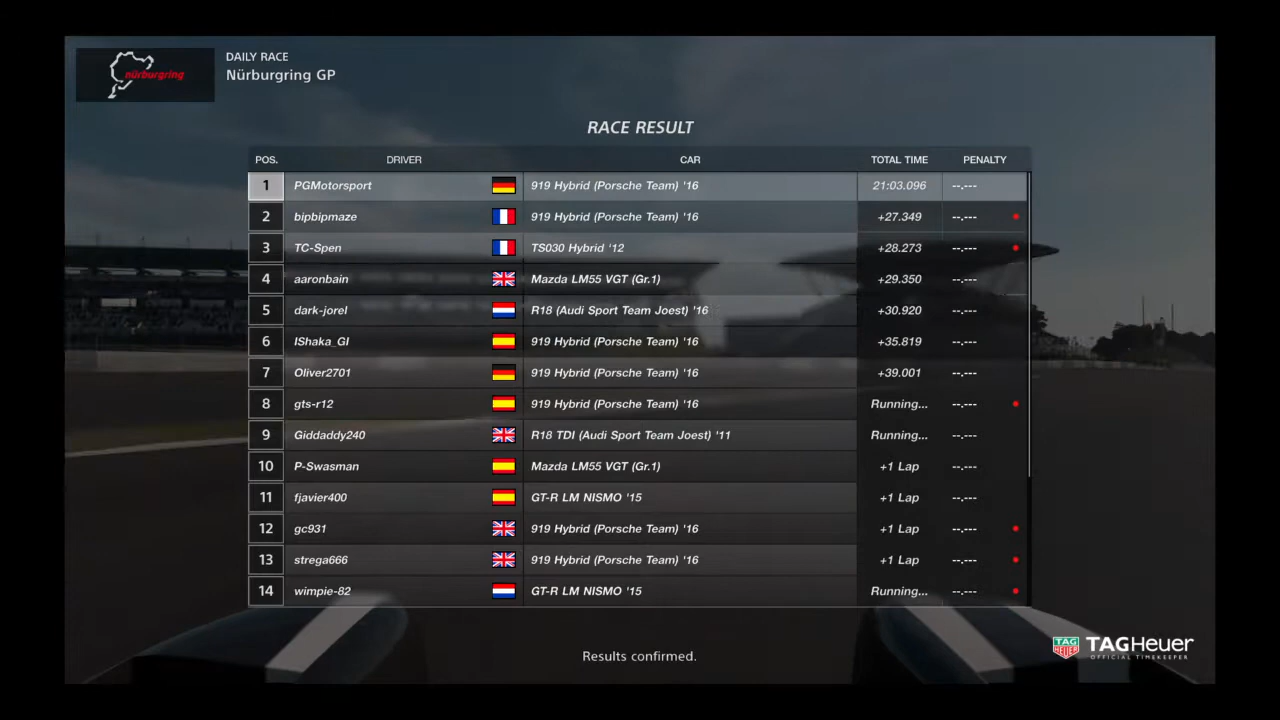 nürburgring
DAILY RACE
Nürburgring GP
RACE RESULT
POS. DRIVER CAR TOTAL TIME PENALTY
1 PGMotorsport 919 Hybrid (Porsche Team) '16 21:03.096 --.---
2 bipbipmaze 919 Hybrid (Porsche Team) '16 +27.349 --.---
3 TC-Spen TS030 Hybrid '12 +28.273 --.---
4 aaronbain Mazda LM55 VGT (Gr.1) +29.350 --.---
5 dark-jorel R18 (Audi Sport Team Joest) '16 +30.920 --.---
6 IShaka_GI 919 Hybrid (Porsche Team) '16 +35.819 --.---
7 Oliver2701 919 Hybrid (Porsche Team) '16 +39.001 --.---
8 gts-r12 919 Hybrid (Porsche Team) '16 Running... --.---
9 Giddaddy240 R18 TDI (Audi Sport Team Joest) '11 Running... --.---
10 P-Swasman Mazda LM55 VGT (Gr.1) +1 Lap --.---
11 fjavier400 GT-R LM NISMO '15 +1 Lap --.---
12 gc931 919 Hybrid (Porsche Team) '16 +1 Lap --.---
13 strega666 919 Hybrid (Porsche Team) '16 +1 Lap --.---
14 wimpie-82 GT-R LM NISMO '15 Running... --.---
Results confirmed.
TAG HEUER TAGHeuer
OFFICIAL TIMEKEEPER